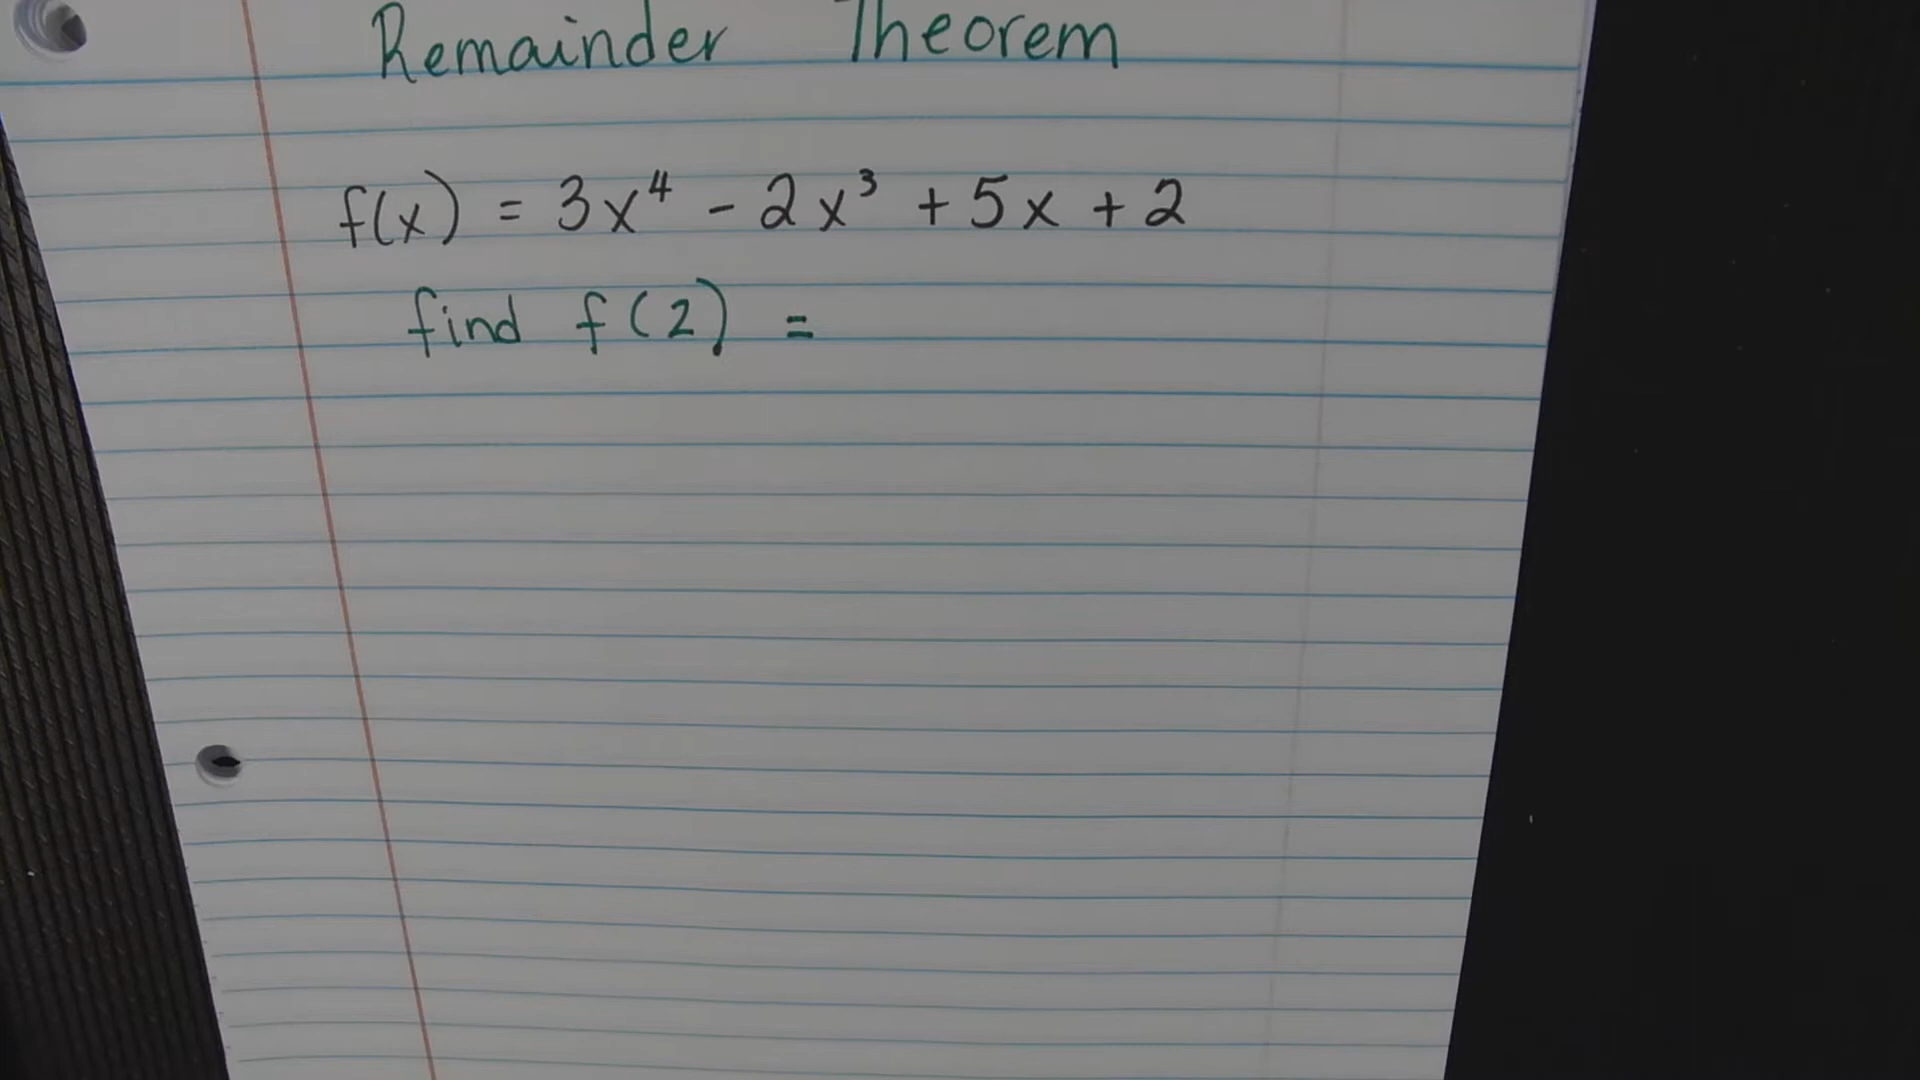 Remainder Theorem
f(x) = 3x⁴ - 2x³ + 5x + 2
find f(2) =